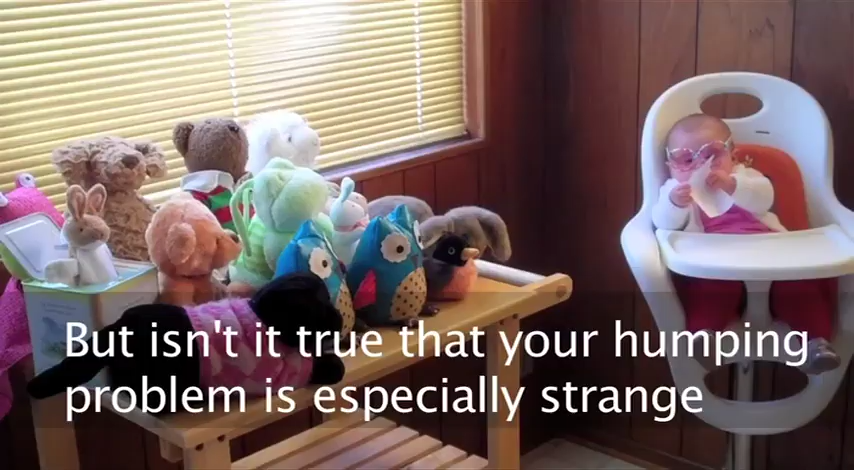 But isn't it true that your humping
problem is especially strange